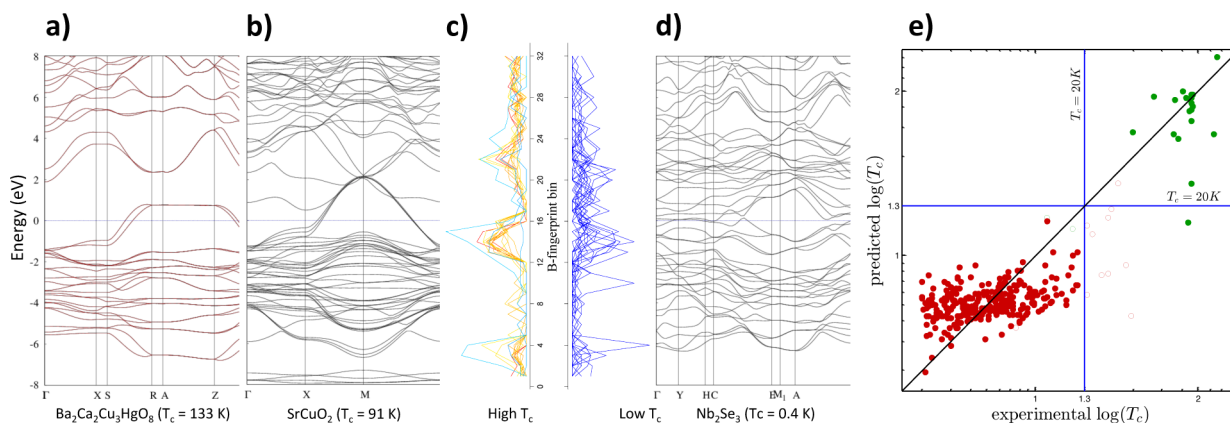 a)
b)
c)
d)
e)
Energy (eV)
8
6
4
2
0
-2
-4
-6
-8
Γ X S R A Z
Ba2Ca2Cu3HgO8 (Tc = 133 K)
Γ X M
SrCuO2 (Tc = 91 K)
B-fingerprint bin
32
28
24
20
16
12
8
4
0
High Tc
Low Tc
Γ Y H C E M1 A
Nb2Se3 (Tc = 0.4 K)
predicted log(Tc)
2
1.3
1
Tc = 20K
Tc = 20K
1 1.3 2
experimental log(Tc)